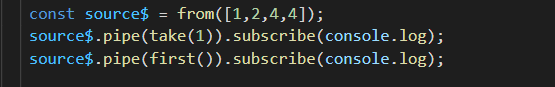 const source$ = from([1,2,4,4]);
source$.pipe(take(1)).subscribe(console.log);
source$.pipe(first()).subscribe(console.log);